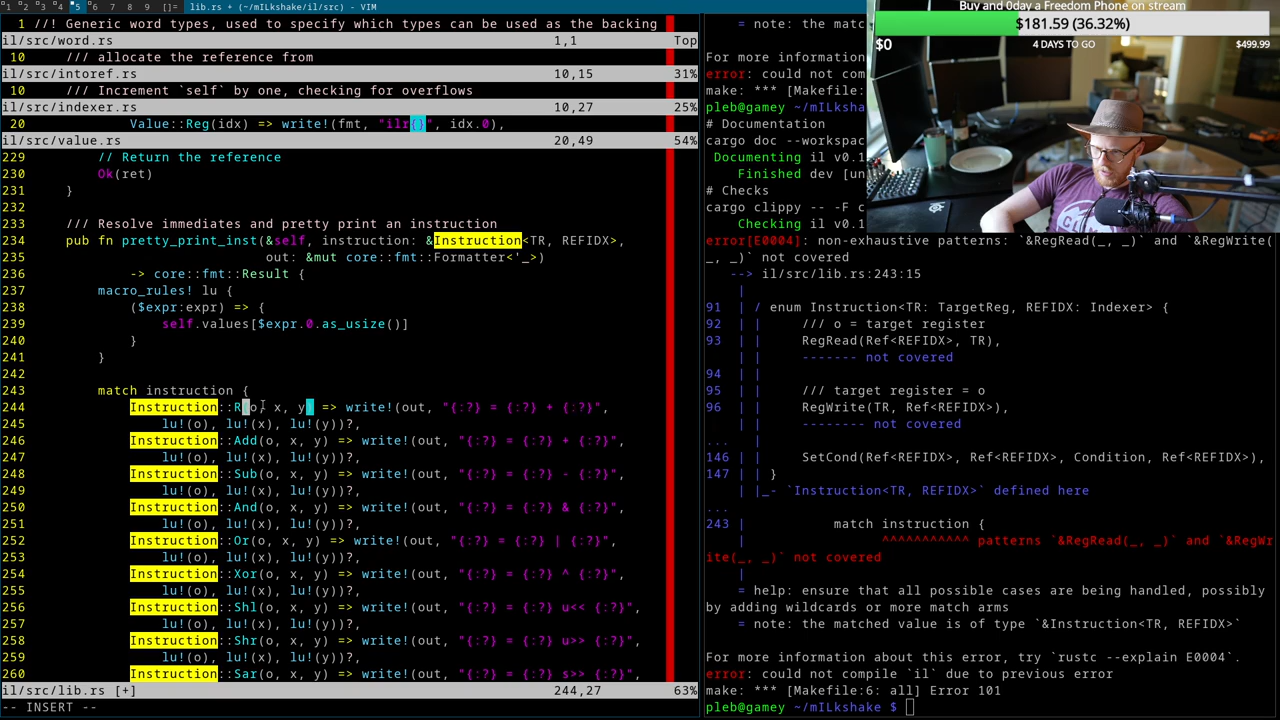 1 2 3 4 5 6 7 8 9 []= lib.rs + (~/mILkshake/il/src) - VIM
1 //! Generic word types, used to specify which types can be used as the backing
il/src/word.rs 1,1 Top
10 /// allocate the reference from
il/src/intoref.rs 10,15 31%
10 /// Increment `self` by one, checking for overflows
il/src/indexer.rs 10,27 25%
20 Value::Reg(idx) => write!(fmt, "ilr{}", idx.0),
il/src/value.rs 20,49 54%
229 // Return the reference
230 Ok(ret)
231 }
232
233 /// Resolve immediates and pretty print an instruction
234 pub fn pretty_print_inst(&self, instruction: &Instruction<TR, REFIDX>,
235 out: &mut core::fmt::Formatter<'_>)
236 -> core::fmt::Result {
237 macro_rules! lu {
238 ($expr:expr) => {
239 self.values[$expr.0.as_usize()]
240 }
241 }
242
243 match instruction {
244 Instruction::R(o, x, y) => write!(out, "{:?} = {:?} + {:?}",
245 lu!(o), lu!(x), lu!(y))?,
246 Instruction::Add(o, x, y) => write!(out, "{:?} = {:?} + {:?}",
247 lu!(o), lu!(x), lu!(y))?,
248 Instruction::Sub(o, x, y) => write!(out, "{:?} = {:?} - {:?}",
249 lu!(o), lu!(x), lu!(y))?,
250 Instruction::And(o, x, y) => write!(out, "{:?} = {:?} & {:?}",
251 lu!(o), lu!(x), lu!(y))?,
252 Instruction::Or(o, x, y) => write!(out, "{:?} = {:?} | {:?}",
253 lu!(o), lu!(x), lu!(y))?,
254 Instruction::Xor(o, x, y) => write!(out, "{:?} = {:?} ^ {:?}",
255 lu!(o), lu!(x), lu!(y))?,
256 Instruction::Shl(o, x, y) => write!(out, "{:?} = {:?} u<< {:?}",
257 lu!(o), lu!(x), lu!(y))?,
258 Instruction::Shr(o, x, y) => write!(out, "{:?} = {:?} u>> {:?}",
259 lu!(o), lu!(x), lu!(y))?,
260 Instruction::Sar(o, x, y) => write!(out, "{:?} = {:?} s>> {:?}",
il/src/lib.rs [+] 244,27 63%
-- INSERT --
= note: the matc
For more information
error: could not com
make: *** [Makefile:
pleb@gamey ~/mILksha
# Documentation
cargo doc --workspac
Documenting il v0.1
Finished dev [un
# Checks
cargo clippy -- -F c
Checking il v0.1
error[E0004]: non-exhaustive patterns: `&RegRead(_, _)` and `&RegWrite(
_, _)` not covered
--> il/src/lib.rs:243:15
|
91 | / enum Instruction<TR: TargetReg, REFIDX: Indexer> {
92 | | /// o = target register
93 | | RegRead(Ref<REFIDX>, TR),
| | ------- not covered
94 | |
95 | | /// target register = o
96 | | RegWrite(TR, Ref<REFIDX>),
| | -------- not covered
... |
146 | | SetCond(Ref<REFIDX>, Ref<REFIDX>, Condition, Ref<REFIDX>),
147 | | }
| |_- `Instruction<TR, REFIDX>` defined here
...
243 | match instruction {
| ^^^^^^^^^^^ patterns `&RegRead(_, _)` and `&RegWr
ite(_, _)` not covered
|
= help: ensure that all possible cases are being handled, possibly
by adding wildcards or more match arms
= note: the matched value is of type `&Instruction<TR, REFIDX>`
For more information about this error, try `rustc --explain E0004`.
error: could not compile `il` due to previous error
make: *** [Makefile:6: all] Error 101
pleb@gamey ~/mILkshake $
Buy and 0day a Freedom Phone on stream
$181.59 (36.32%)
$0 4 DAYS TO GO $499.99